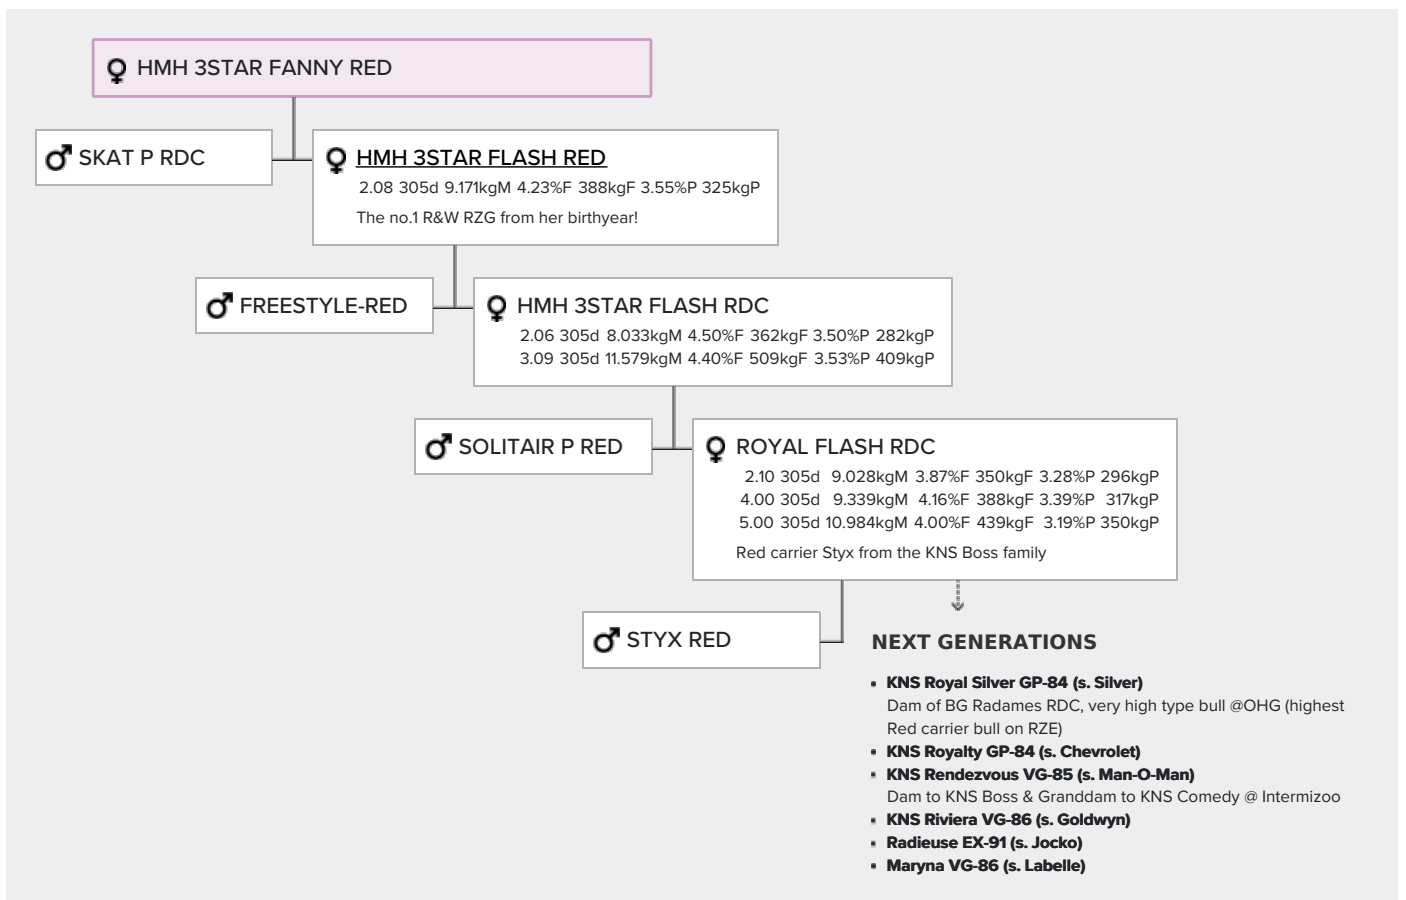 HMH 3STAR FANNY RED
SKAT P RDC
HMH 3STAR FLASH RED
2.08 305d 9.171kgM 4.23%F 388kgF 3.55%P 325kgP
The no.1 R&W RZG from her birthyear!
FREESTYLE-RED
HMH 3STAR FLASH RDC
2.06 305d 8.033kgM 4.50%F 362kgF 3.50%P 282kgP
3.09 305d 11.579kgM 4.40%F 509kgF 3.53%P 409kgP
SOLITAIR P RED
ROYAL FLASH RDC
2.10 305d 9.028kgM 3.87%F 350kgF 3.28%P 296kgP
4.00 305d 9.339kgM 4.16%F 388kgF 3.39%P 317kgP
5.00 305d 10.984kgM 4.00%F 439kgF 3.19%P 350kgP
Red carrier Styx from the KNS Boss family
STYX RED
NEXT GENERATIONS
KNS Royal Silver GP-84 (s. Silver)
Dam of BG Radames RDC, very high type bull @OHG (highest
Red carrier bull on RZE)
KNS Royalty GP-84 (s. Chevrolet)
KNS Rendezvous VG-85 (s. Man-O-Man)
Dam to KNS Boss & Granddam to KNS Comedy @ Intermizoo
KNS Riviera VG-86 (s. Goldwyn)
Radieuse EX-91 (s. Jocko)
Maryna VG-86 (s. Labelle)